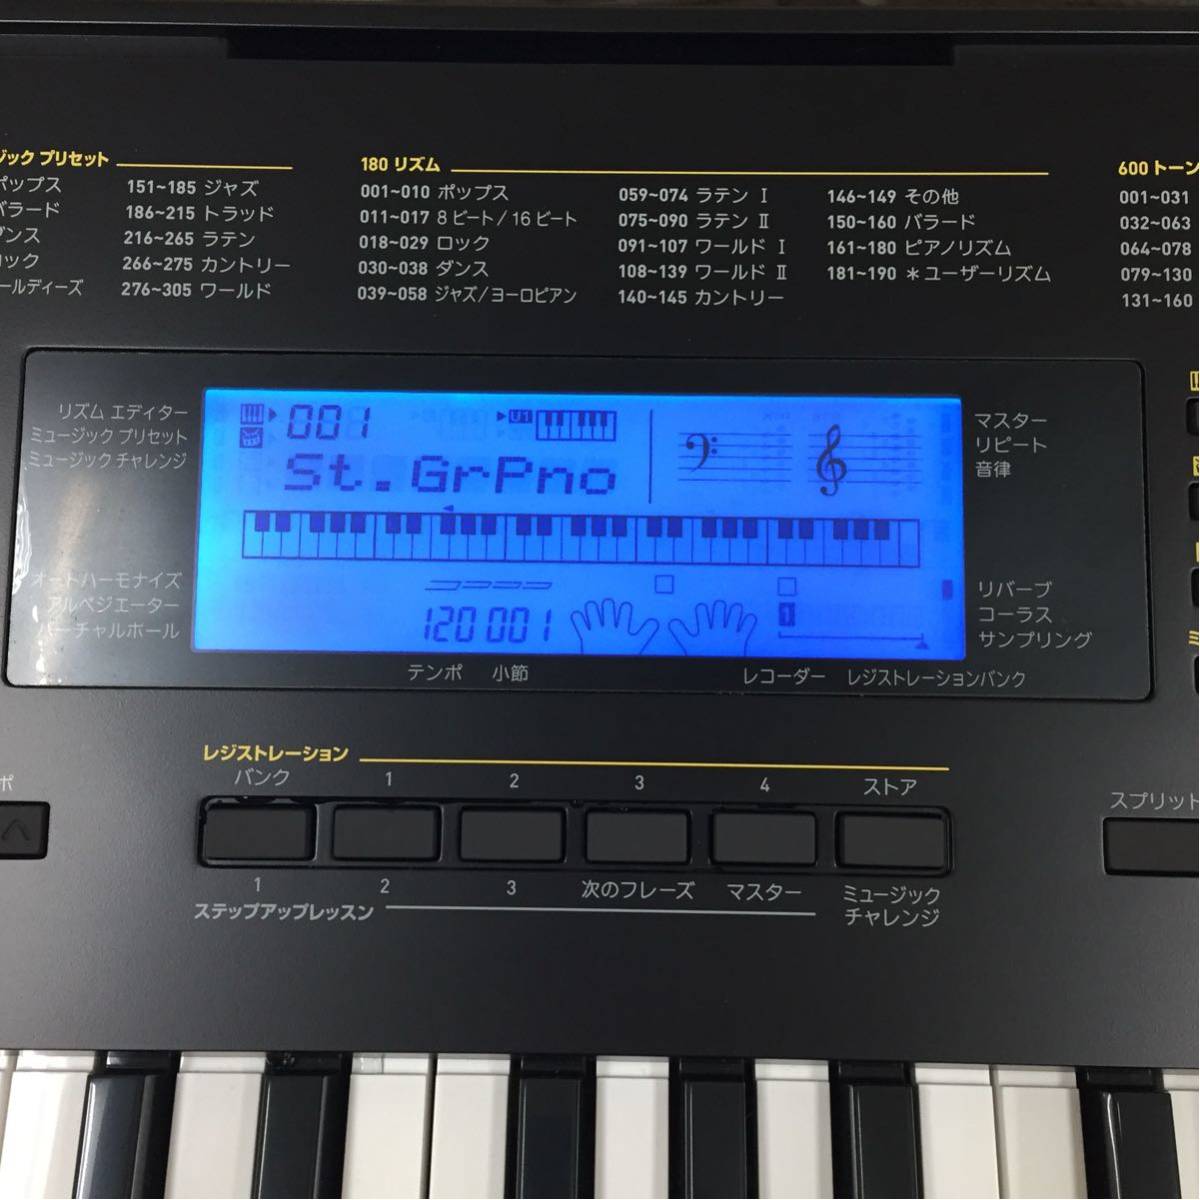 ジック プリセット
ポップス
バラード
ダンス
ロック
ールディーズ
151~185 ジャズ
186~215 トラッド
216~265 ラテン
266~275 カントリー
276~305 ワールド
180 リズム
001~010 ポップス
011~017 8ビート/16ビート
018~029 ロック
030~038 ダンス
039~058 ジャズ/ヨーロピアン
059~074 ラテン Ⅰ
075~090 ラテン Ⅱ
091~107 ワールド Ⅰ
108~139 ワールド Ⅱ
140~145 カントリー
146~149 その他
150~160 バラード
161~180 ピアノリズム
181~190 *ユーザーリズム
600 トーン
001~031
032~063
064~078
079~130
131~160
リズム エディター
ミュージック プリセット
ミュージック チャレンジ
オートハーモナイズ
アルペジエーター
バーチャルホール
001
U1
St.GrPno
120 001
1
マスター
リピート
音律
リバーブ
コーラス
サンプリング
テンポ 小節
レコーダー レジストレーションバンク
レジストレーション
バンク 1 2 3 4 ストア
1 2 3 次のフレーズ マスター ミュージック
チャレンジ
ステップアップレッスン
ポ
スプリット
ミ